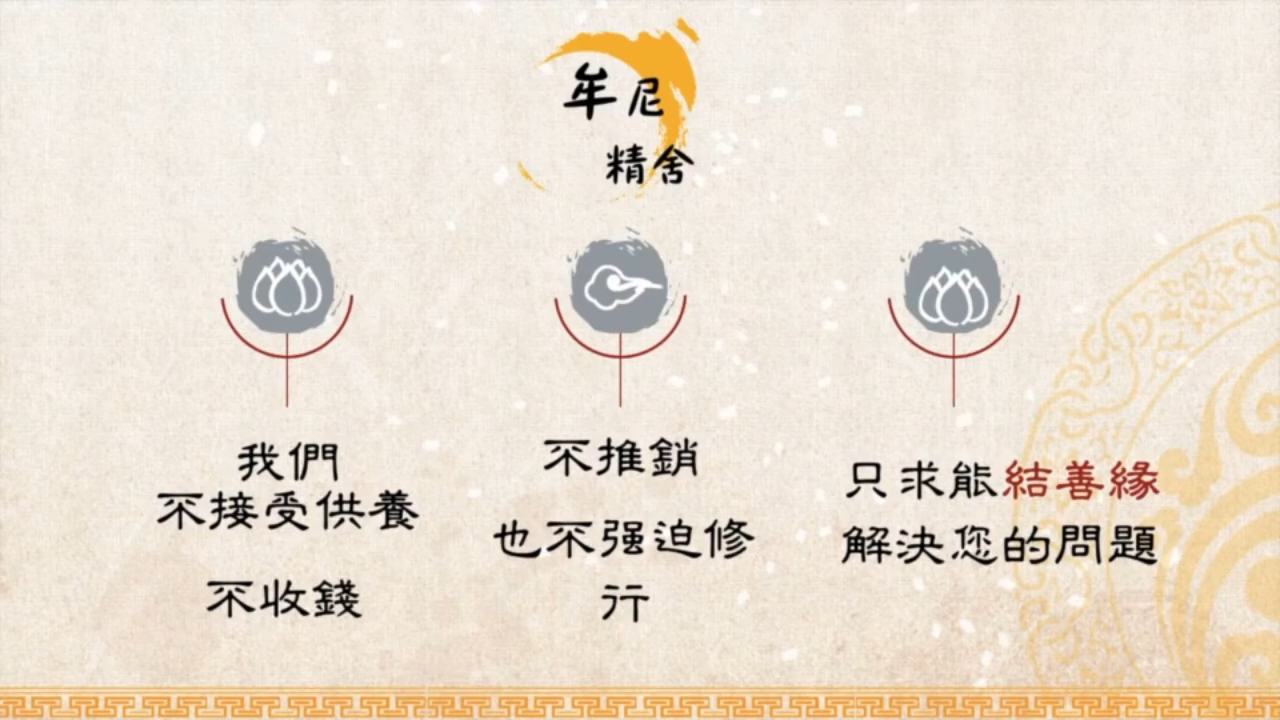 牟尼
精舍
我們
不接受供養
不收錢
不推銷
也不强迫修
行
只求能結善緣
解決您的問題